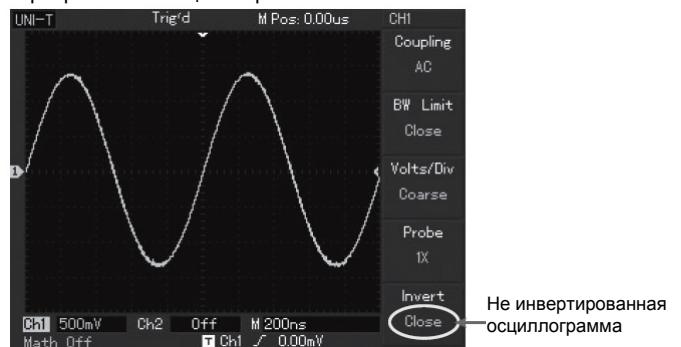 UNI-T Trig'd M Pos: 0.00us CH1
Coupling
AC
BW Limit
Close
Volts/Div
Coarse
Probe
1X
Invert
Close
Не инвертированная
осциллограмма
1
Ch1 500mV Ch2 Off M 200ns
Math Off T Ch1 0.00mV